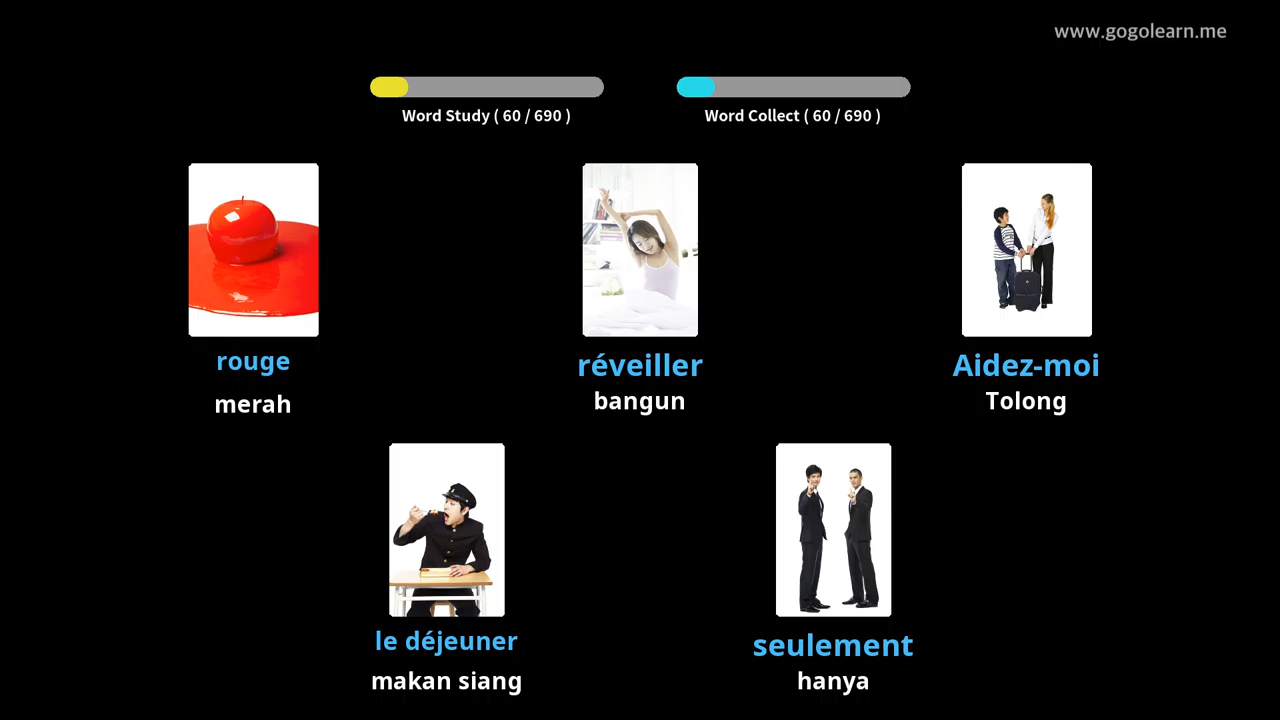 www.gogolearn.me
Word Study ( 60 / 690 )
Word Collect ( 60 / 690 )
rouge
merah
réveiller
bangun
Aidez-moi
Tolong
le déjeuner
makan siang
seulement
hanya